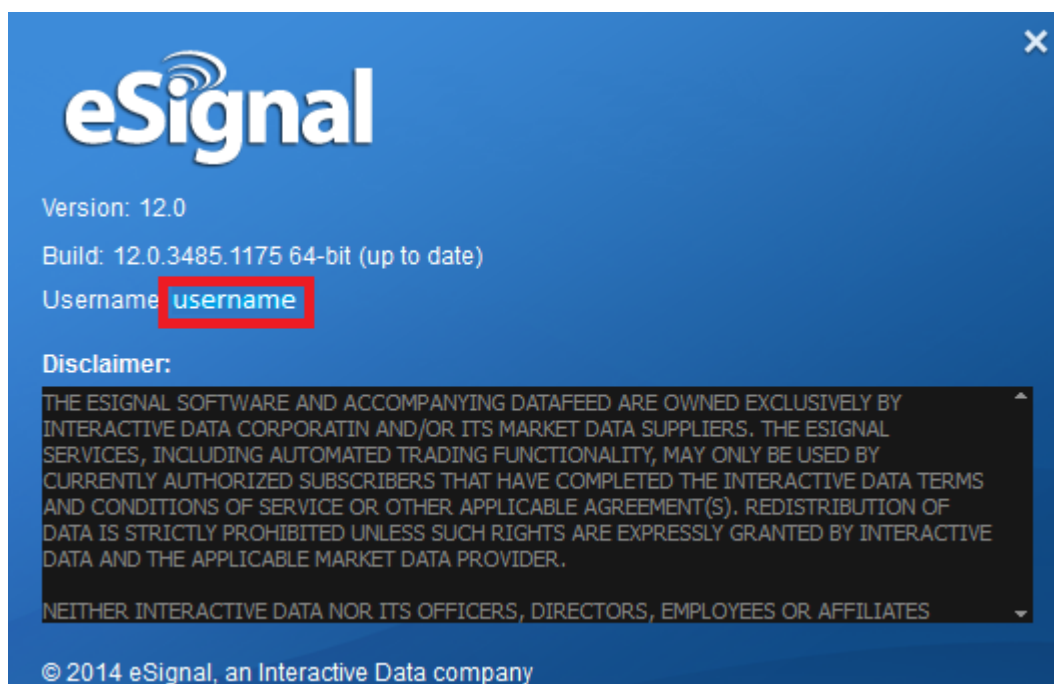 eSignal
Version: 12.0
Build: 12.0.3485.1175 64-bit (up to date)
Username username
Disclaimer:
THE ESIGNAL SOFTWARE AND ACCOMPANYING DATAFEED ARE OWNED EXCLUSIVELY BY
INTERACTIVE DATA CORPORATIN AND/OR ITS MARKET DATA SUPPLIERS. THE ESIGNAL
SERVICES, INCLUDING AUTOMATED TRADING FUNCTIONALITY, MAY ONLY BE USED BY
CURRENTLY AUTHORIZED SUBSCRIBERS THAT HAVE COMPLETED THE INTERACTIVE DATA TERMS
AND CONDITIONS OF SERVICE OR OTHER APPLICABLE AGREEMENT(S). REDISTRIBUTION OF
DATA IS STRICTLY PROHIBITED UNLESS SUCH RIGHTS ARE EXPRESSLY GRANTED BY INTERACTIVE
DATA AND THE APPLICABLE MARKET DATA PROVIDER.
NEITHER INTERACTIVE DATA NOR ITS OFFICERS, DIRECTORS, EMPLOYEES OR AFFILIATES
© 2014 eSignal, an Interactive Data company